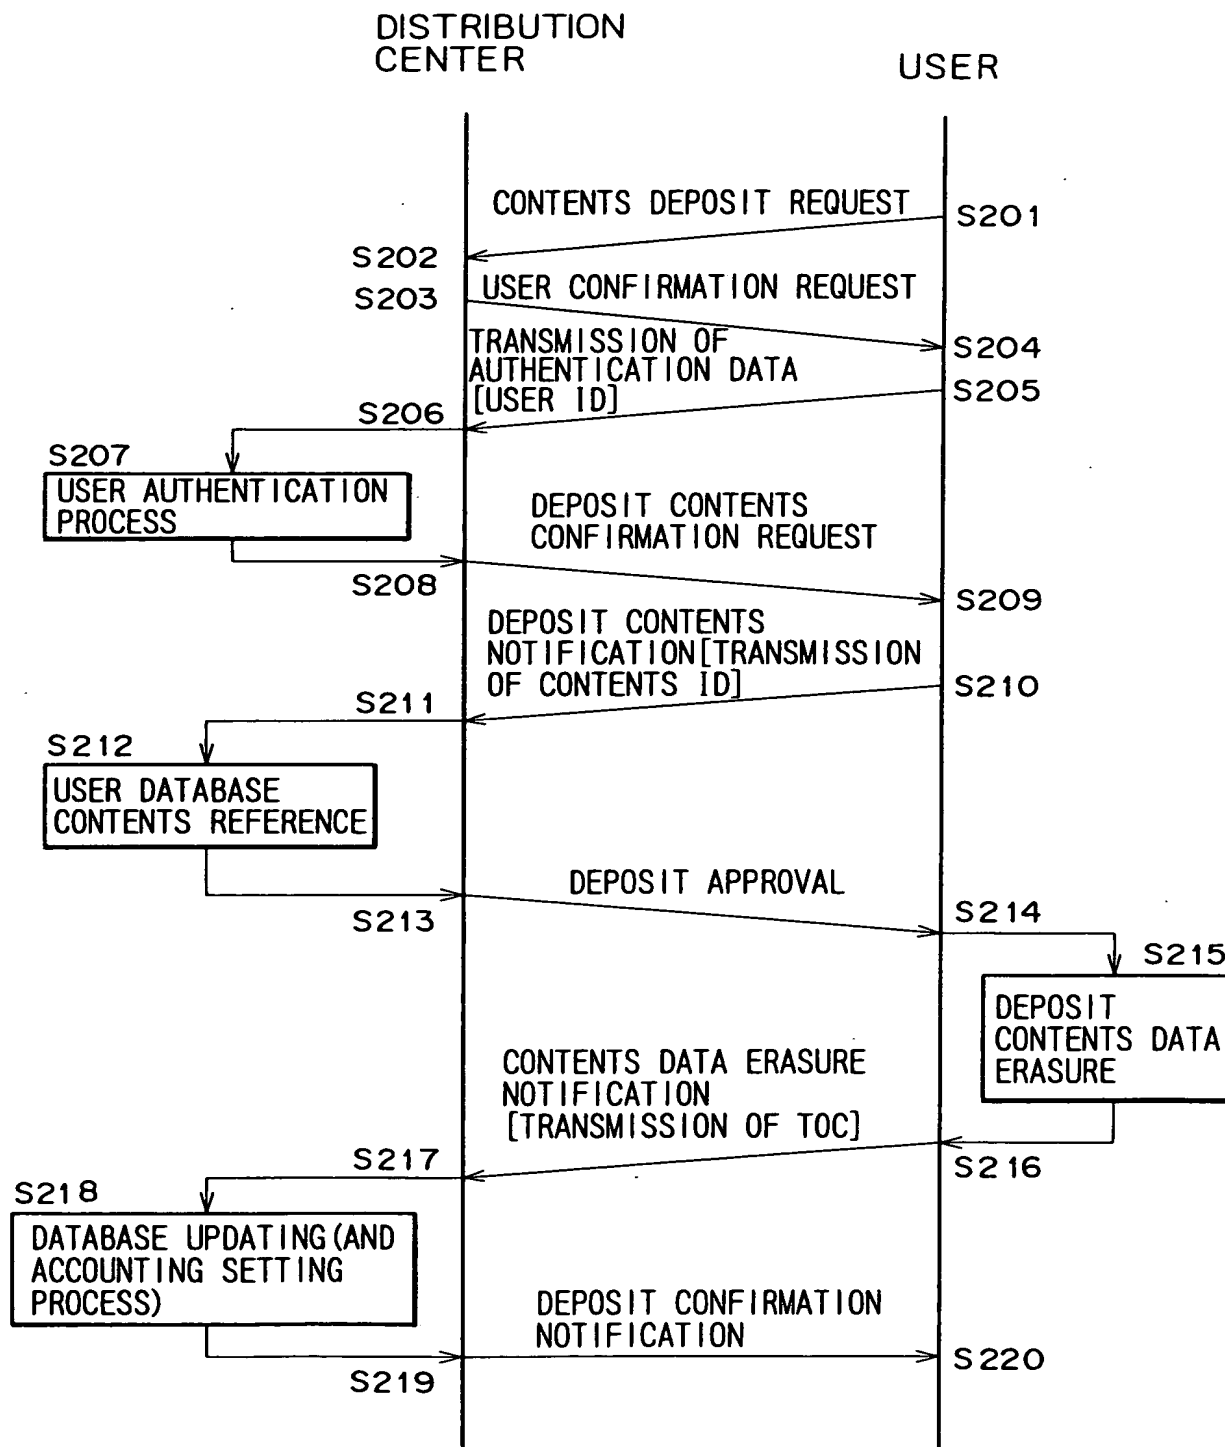 DISTRIBUTION
CENTER
USER
CONTENTS DEPOSIT REQUEST
S201
S202
USER CONFIRMATION REQUEST
S203
S204
TRANSMISSION OF
AUTHENTICATION DATA
[USER ID]
S205
S206
S207
USER AUTHENTICATION
PROCESS
DEPOSIT CONTENTS
CONFIRMATION REQUEST
S208
S209
DEPOSIT CONTENTS
NOTIFICATION[TRANSMISSION
OF CONTENTS ID]
S210
S211
S212
USER DATABASE
CONTENTS REFERENCE
DEPOSIT APPROVAL
S213
S214
S215
DEPOSIT
CONTENTS DATA
ERASURE
CONTENTS DATA ERASURE
NOTIFICATION
[TRANSMISSION OF TOC]
S216
S217
S218
DATABASE UPDATING(AND
ACCOUNTING SETTING
PROCESS)
DEPOSIT CONFIRMATION
NOTIFICATION
S219
S220